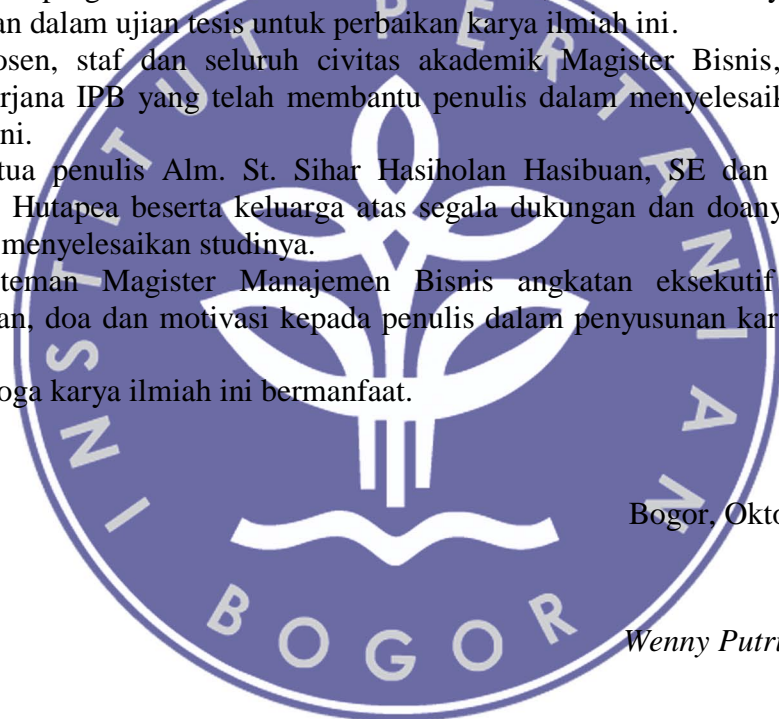 an dalam ujian tesis untuk perbaikan karya ilmiah ini.
osen, staf dan seluruh civitas akademik Magister Bisnis,
rjana IPB yang telah membantu penulis dalam menyelesaik
ni.
tua penulis Alm. St. Sihar Hasiholan Hasibuan, SE dan
Hutapea beserta keluarga atas segala dukungan dan doany
menyelesaikan studinya.
teman Magister Manajemen Bisnis angkatan eksekutif
an, doa dan motivasi kepada penulis dalam penyusunan kar
oga karya ilmiah ini bermanfaat.
Bogor, Okto
Wenny Putri
INSTITUT PERTANIAN
BOGOR